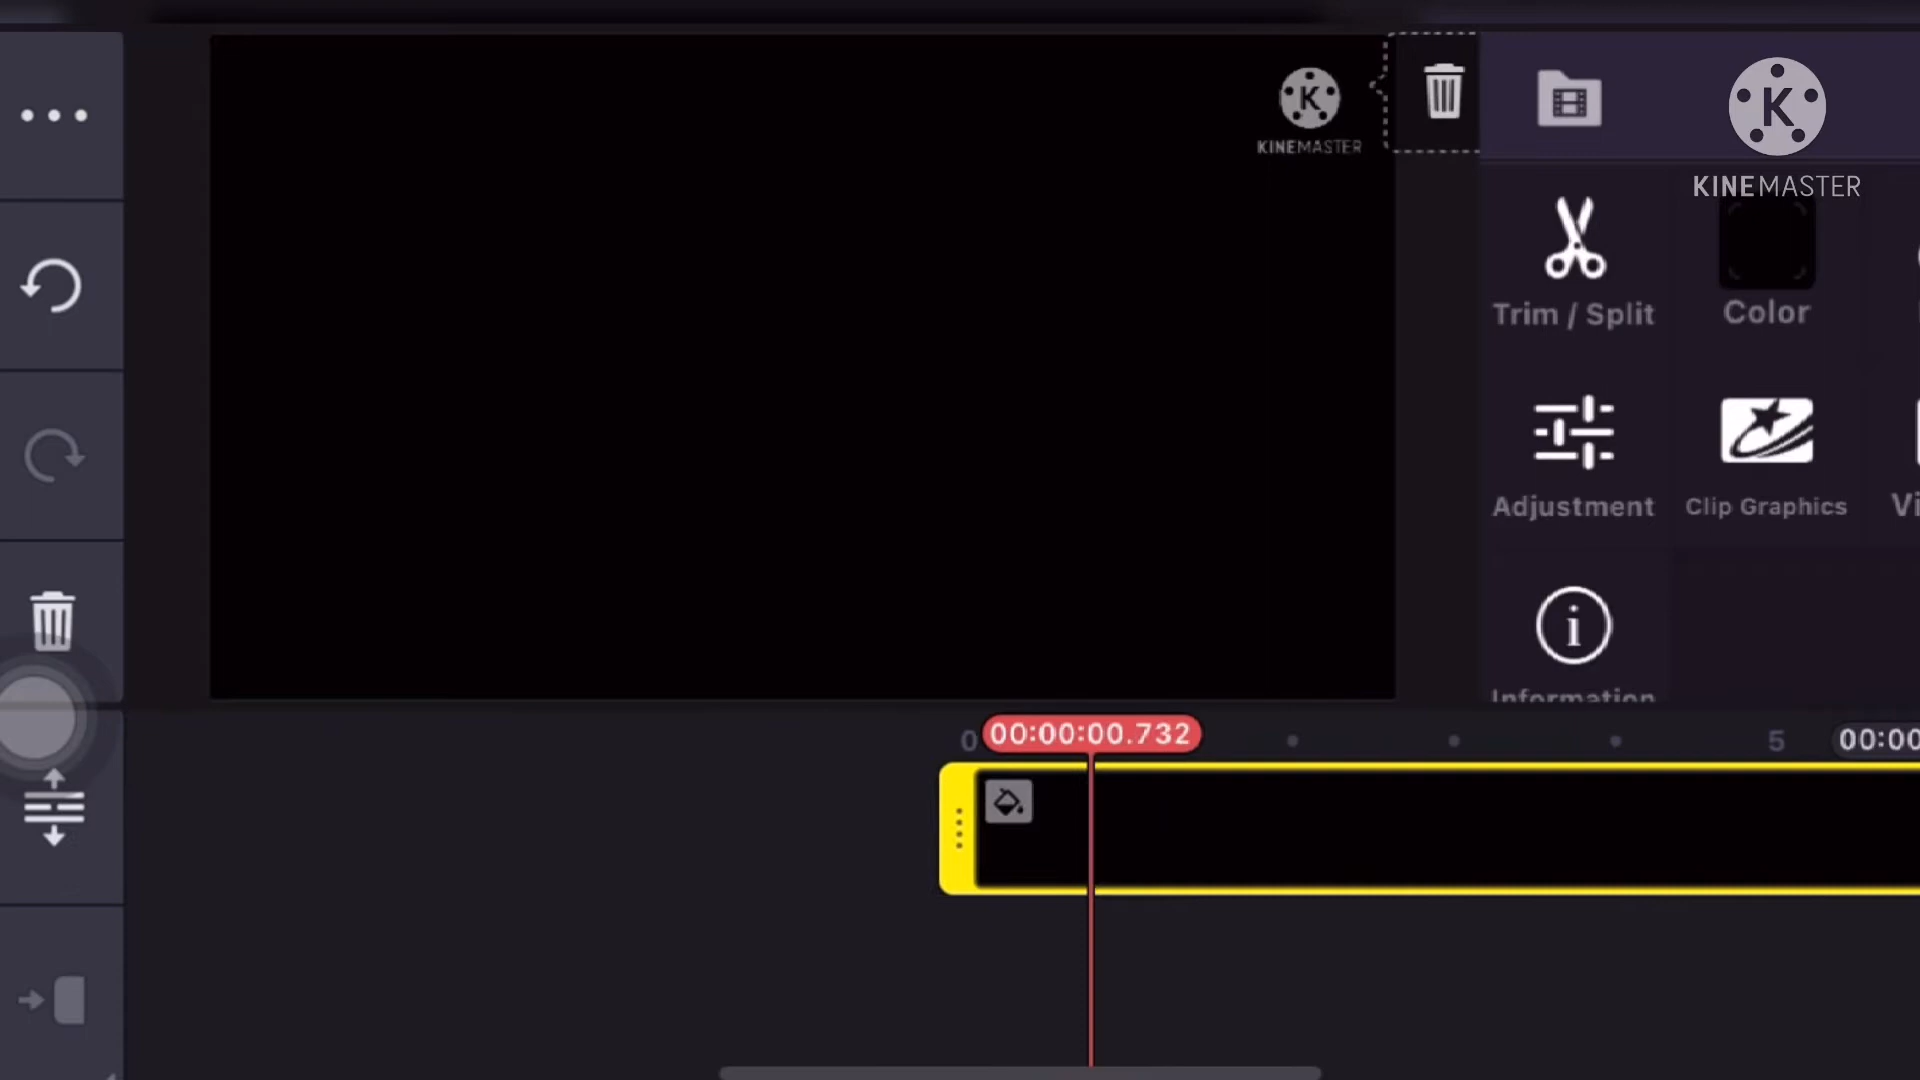 KINEMASTER
KINEMASTER
Trim / Split
Color
Adjustment
Clip Graphics
Vi
Information
0
00:00:00.732
5
00:00